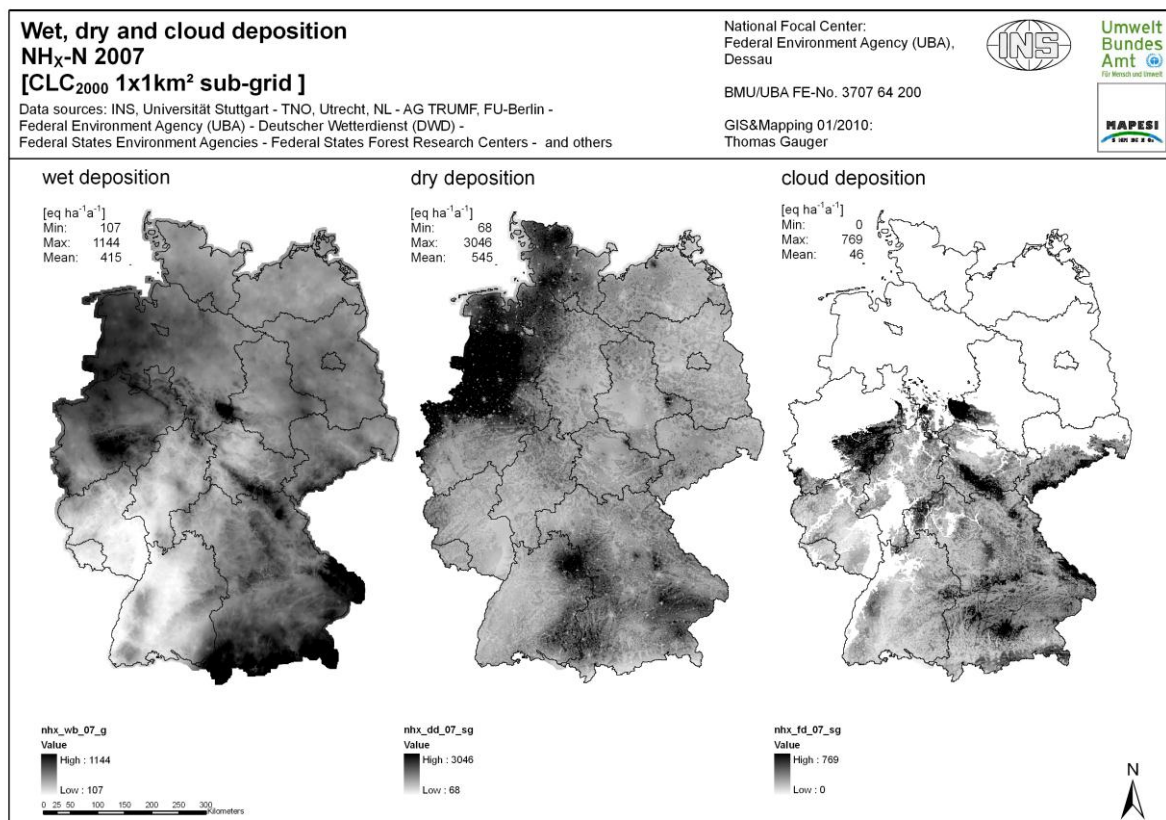 Wet, dry and cloud deposition
NHX-N 2007
[CLC2000 1x1km² sub-grid ]
Data sources: INS, Universität Stuttgart - TNO, Utrecht, NL - AG TRUMF, FU-Berlin -
Federal Environment Agency (UBA) - Deutscher Wetterdienst (DWD) -
Federal States Environment Agencies - Federal States Forest Research Centers - and others
National Focal Center:
Federal Environment Agency (UBA),
Dessau
BMU/UBA FE-No. 3707 64 200
GIS&Mapping 01/2010:
Thomas Gauger
INS
Umwelt
Bundes
Amt
Für Mensch und Umwelt
MAPESI
wet deposition
[eq ha⁻¹a⁻¹]
Min: 107
Max: 1144
Mean: 415
dry deposition
[eq ha⁻¹a⁻¹]
Min: 68
Max: 3046
Mean: 545
cloud deposition
[eq ha⁻¹a⁻¹]
Min: 0
Max: 769
Mean: 46
nhx_wb_07_g
Value
High : 1144
Low : 107
0 25 50 100 150 200 250 300
Kilometers
nhx_dd_07_sg
Value
High : 3046
Low : 68
nhx_fd_07_sg
Value
High : 769
Low : 0
N